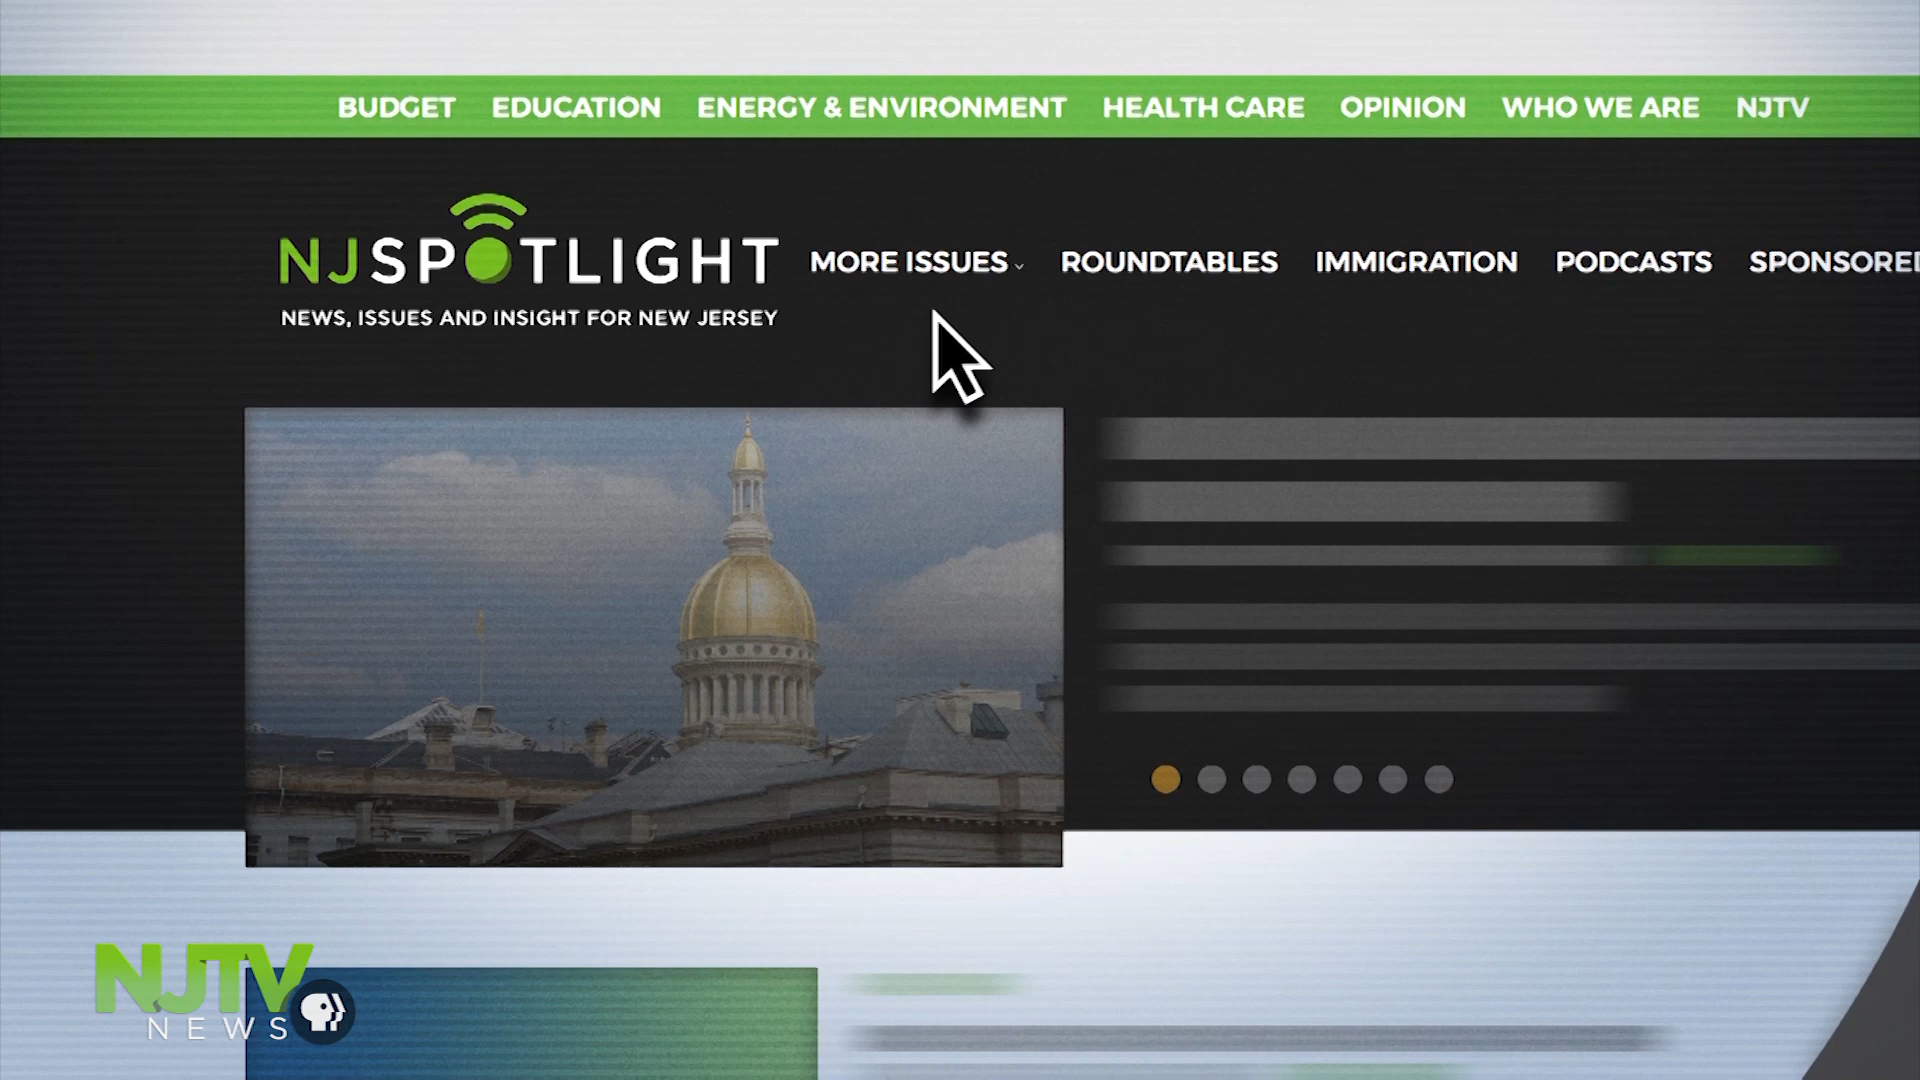 BUDGET EDUCATION ENERGY & ENVIRONMENT HEALTH CARE OPINION WHO WE ARE NJTV
NJSPOTLIGHT
NEWS, ISSUES AND INSIGHT FOR NEW JERSEY
MORE ISSUES ROUNDTABLES IMMIGRATION PODCASTS SPONSORED
NJTV
NEWS